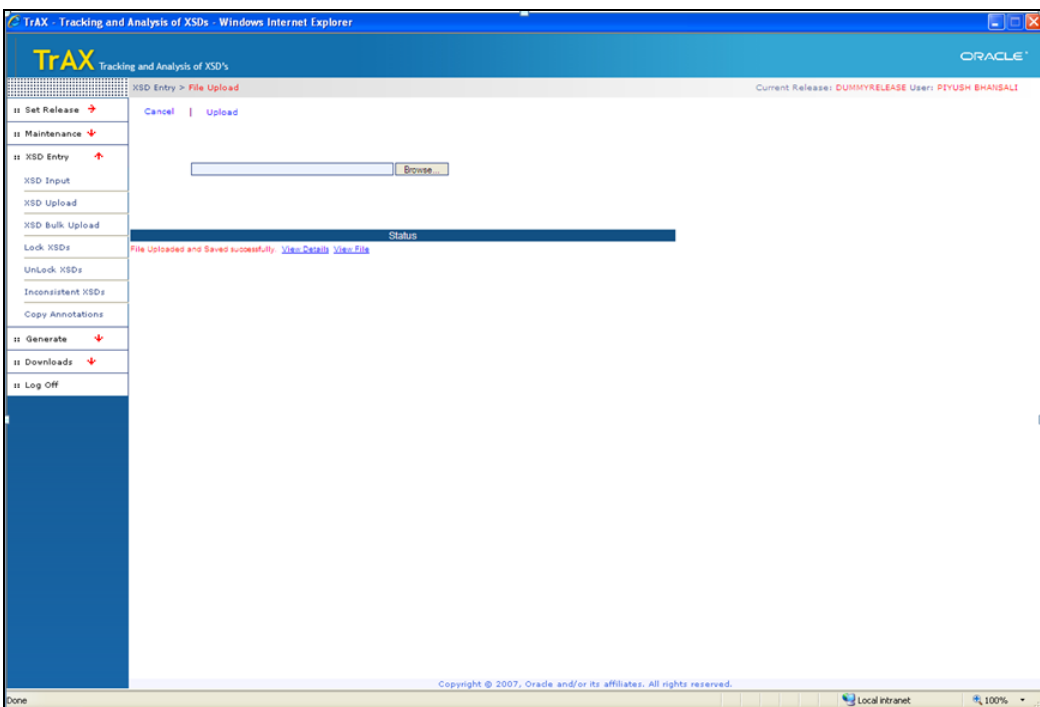 TrAX - Tracking and Analysis of XSDs - Windows Internet Explorer
TrAX Tracking and Analysis of XSD's
ORACLE
XSD Entry > File Upload
Current Release: DUMMYRELEASE User: PIYUSH BHANSALI
:: Set Release
Cancel | Upload
:: Maintenance
:: XSD Entry
Browse...
XSD Input
XSD Upload
XSD Bulk Upload
Status
Lock XSDs
File Uploaded and Saved successfully. View Details View File
UnLock XSDs
Inconsistent XSDs
Copy Annotations
:: Generate
:: Downloads
:: Log Off
Copyright © 2007, Oracle and/or its affiliates. All rights reserved.
Done
Local intranet
100%